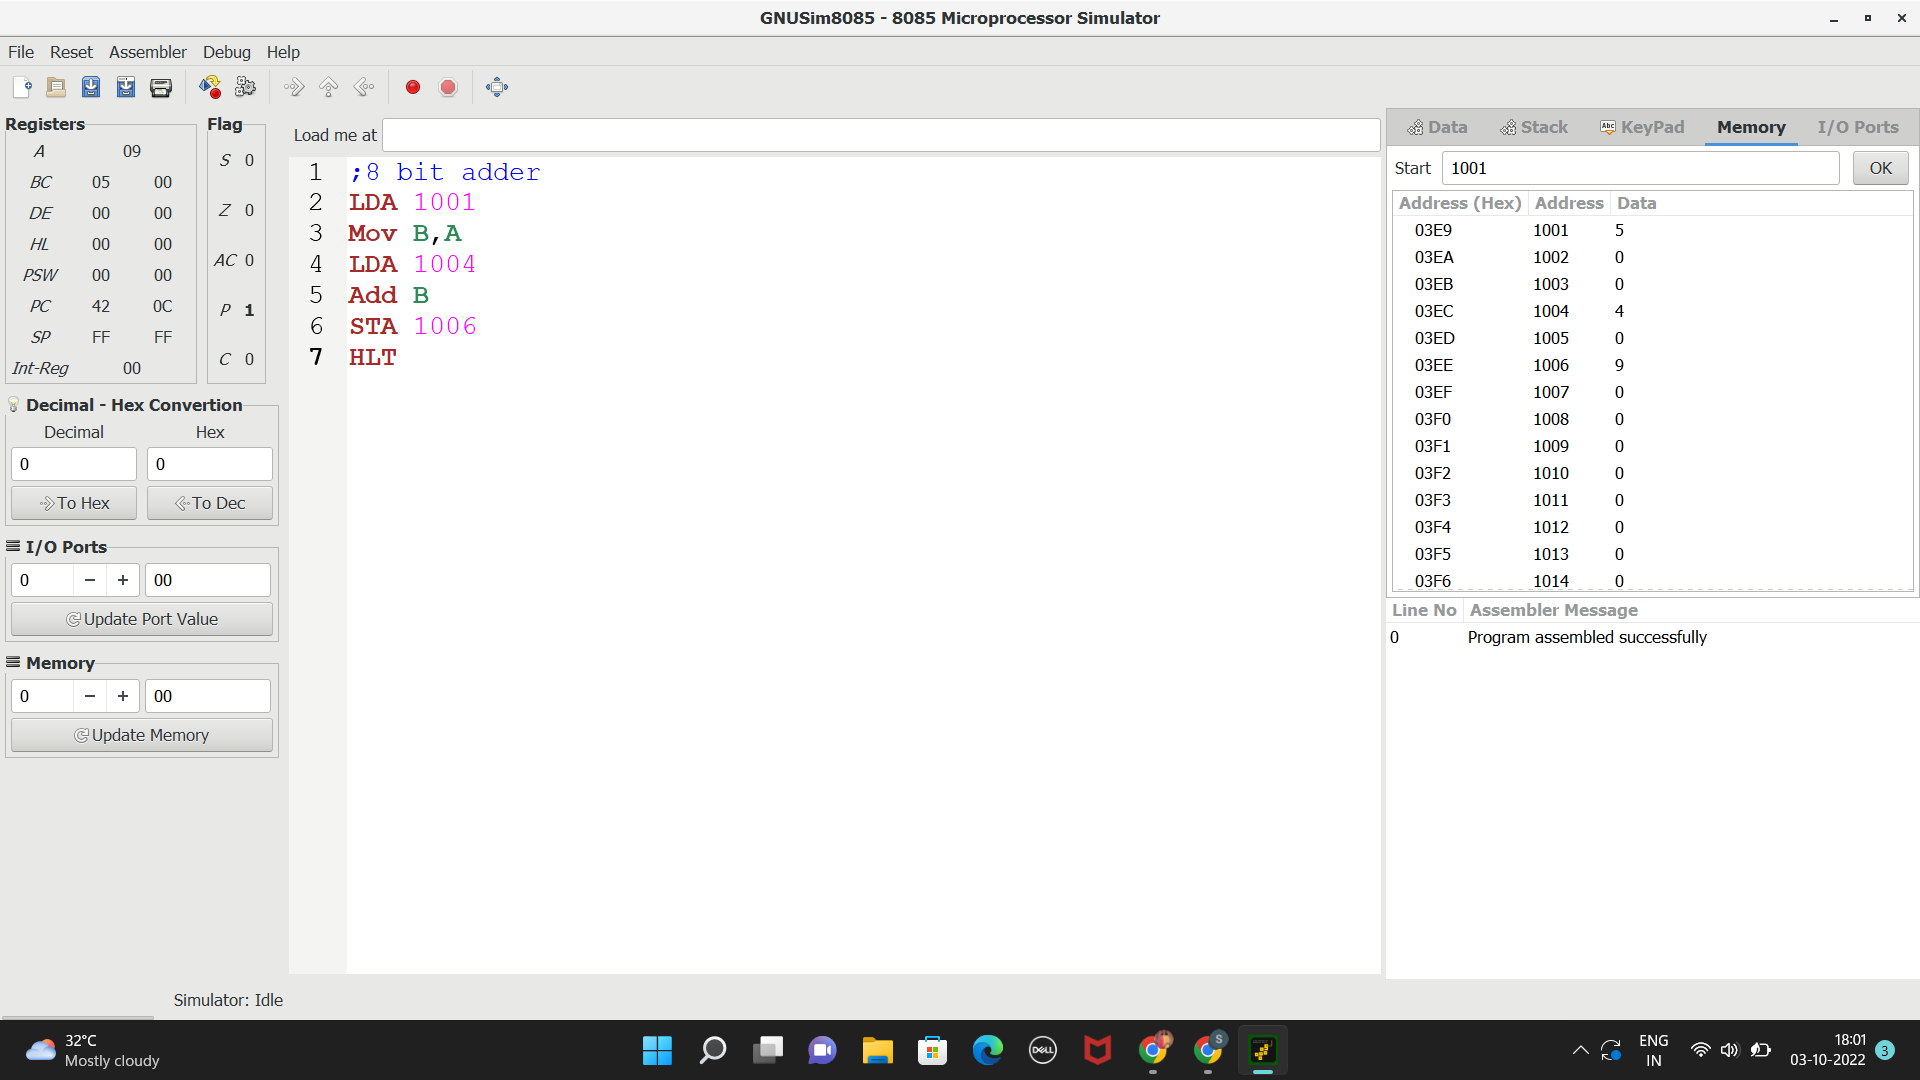 GNUSim8085 - 8085 Microprocessor Simulator
File Reset Assembler Debug Help
Registers
A 09
BC 05 00
DE 00 00
HL 00 00
PSW 00 00
PC 42 0C
SP FF FF
Int-Reg 00
Flag
S 0
Z 0
AC 0
P 1
C 0
Decimal - Hex Convertion
Decimal Hex
0 0
To Hex To Dec
I/O Ports
0 - + 00
Update Port Value
Memory
0 - + 00
Update Memory
Load me at
1 ;8 bit adder
2 LDA 1001
3 Mov B,A
4 LDA 1004
5 Add B
6 STA 1006
7 HLT
Data Stack Abc KeyPad Memory I/O Ports
Start 1001 OK
Address (Hex) Address Data
03E9 1001 5
03EA 1002 0
03EB 1003 0
03EC 1004 4
03ED 1005 0
03EE 1006 9
03EF 1007 0
03F0 1008 0
03F1 1009 0
03F2 1010 0
03F3 1011 0
03F4 1012 0
03F5 1013 0
03F6 1014 0
Line No Assembler Message
0 Program assembled successfully
Simulator: Idle
32°C
Mostly cloudy
DELL
S
ENG
IN
18:01
03-10-2022
3